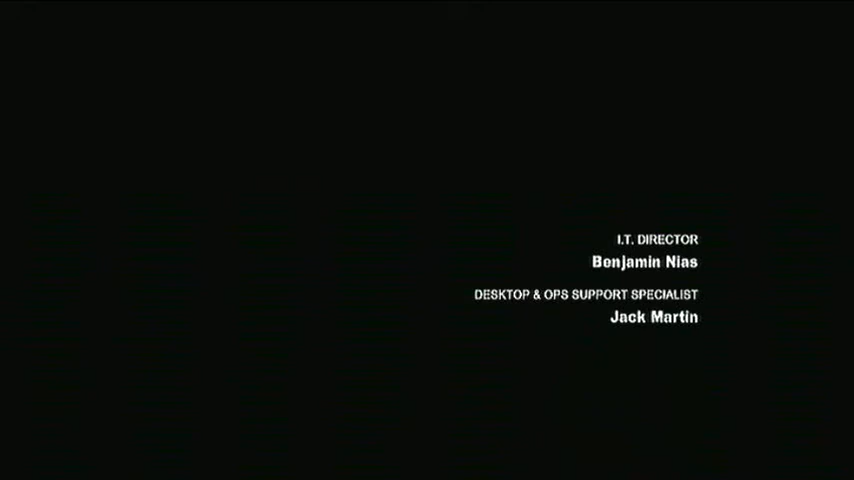 I.T. DIRECTOR
Benjamin Nias
DESKTOP & OPS SUPPORT SPECIALIST
Jack Martin